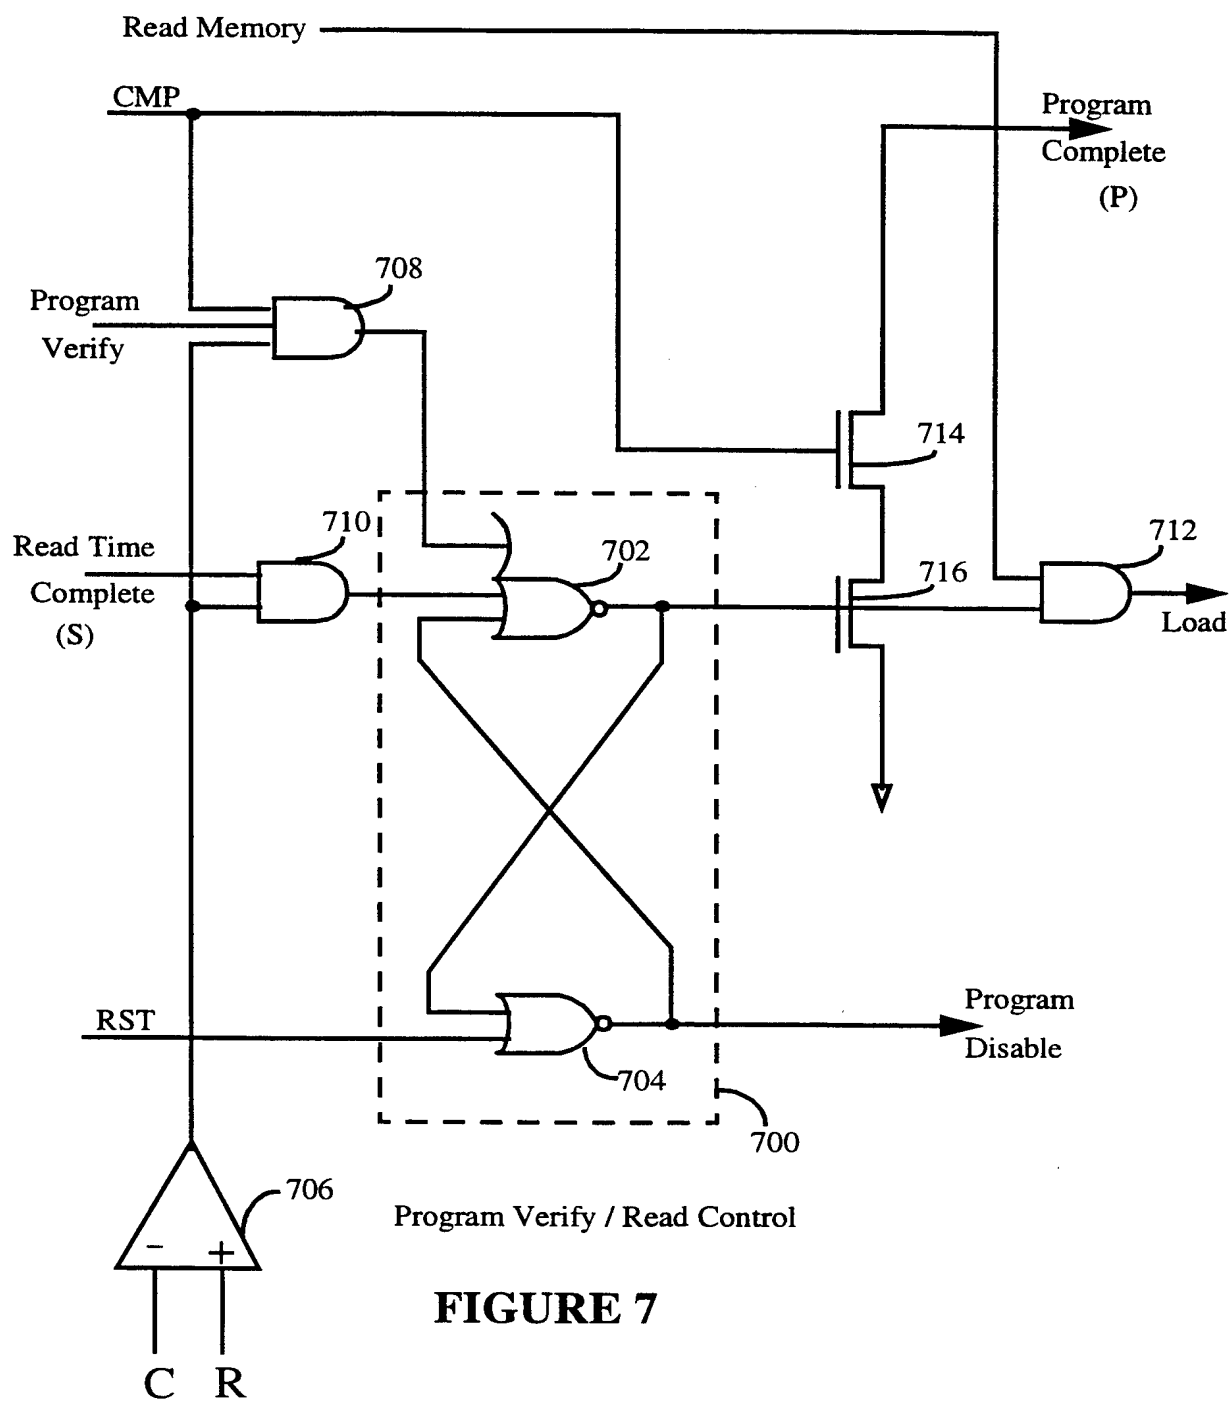 Read Memory
CMP
Program
Complete
(P)
708
Program
Verify
714
710
Read Time
Complete
(S)
702
716
712
Load
RST
Program
Disable
704
700
706
- +
Program Verify / Read Control
FIGURE 7
C R